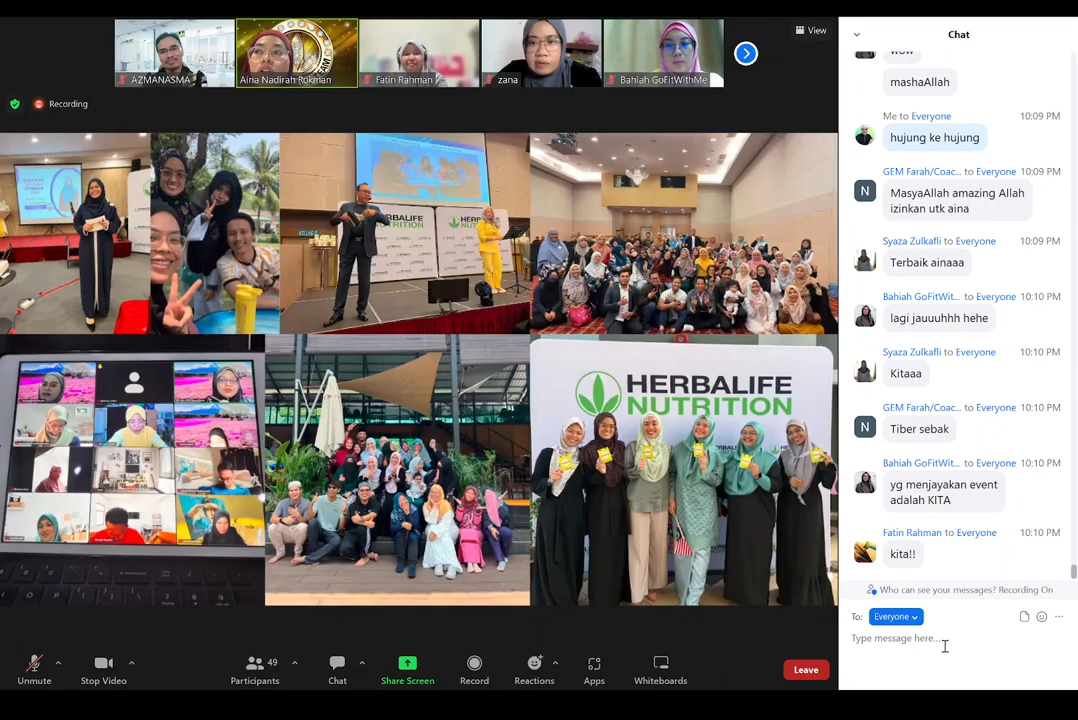 View
AZMANASMA
Aina Nadirah Rokman
Fatin Rahman
zana
Bahiah GoFitWithMe
Recording
HERBALIFE
NUTRITION
HERBALIFE
NUTRITION
Unmute
Stop Video
49
Participants
Chat
Share Screen
Record
Reactions
Apps
Whiteboards
Leave
Chat
wow
mashaAllah
Me to Everyone 10:09 PM
hujung ke hujung
GEM Farah/Coac... to Everyone 10:09 PM
N
MasyaAllah amazing Allah
izinkan utk aina
Syaza Zulkafli to Everyone 10:09 PM
Terbaik ainaaa
Bahiah GoFitWit... to Everyone 10:10 PM
lagi jauuuhhh hehe
Syaza Zulkafli to Everyone 10:10 PM
Kitaaa
GEM Farah/Coac... to Everyone 10:10 PM
N
Tiber sebak
Bahiah GoFitWit... to Everyone 10:10 PM
yg menjayakan event
adalah KITA
Fatin Rahman to Everyone 10:10 PM
kita!!
Who can see your messages? Recording On
To: Everyone
Type message here...